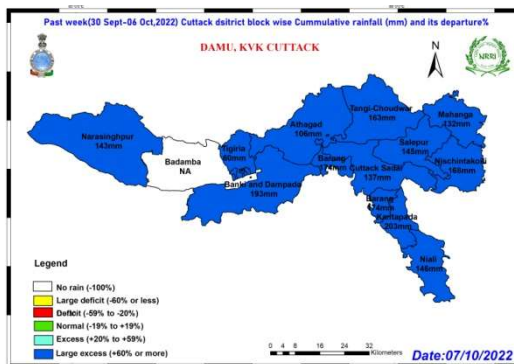 Past week(30 Sept-06 Oct,2022) Cuttack dsitrict block wise Cummulative rainfall (mm) and its departure%
DAMU, KVK CUTTACK
NRRI
N
Tangi-Choudwar
163mm
Mahanga
132mm
Athagad
106mm
Narasinghpur
143mm
Salepur
145mm
Tigiria
80mm
Badamba
NA
Barang
174mm
Cuttack Sadar
137mm
Nischintakoili
168mm
Banki and Dampada
193mm
Barang
174mm
Kantapada
203mm
Niali
146mm
Legend
No rain (-100%)
Large deficit (-60% or less)
Deficit (-59% to -20%)
Normal (-19% to +19%)
Excess (+20% to +59%)
Large excess (+60% or more)
0 4 8 16 24 32
Kilometers
Date:07/10/2022